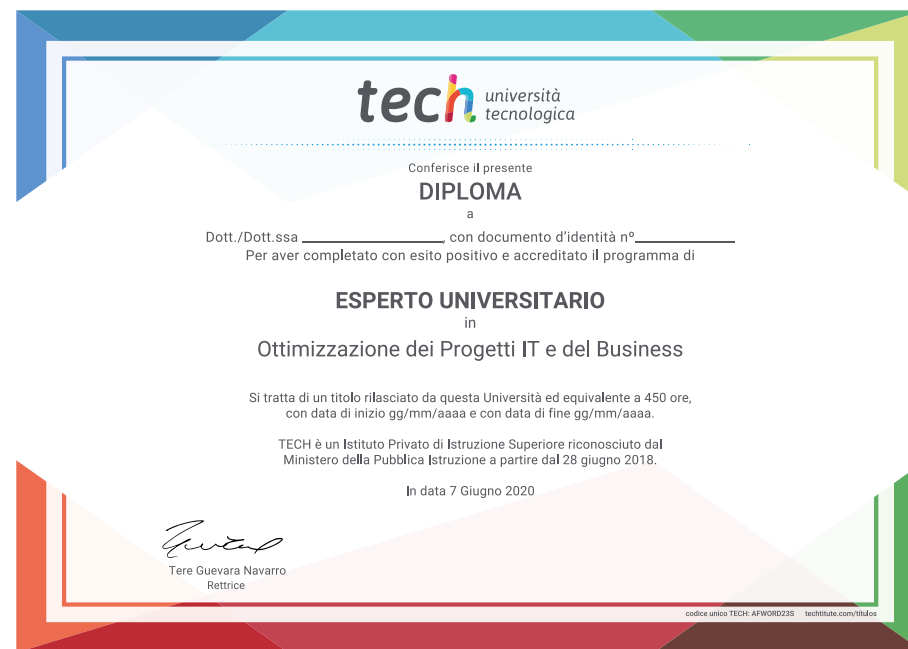 tech università
tecnologica
Conferisce il presente
DIPLOMA
a
Dott./Dott.ssa ____________, con documento d'identità nº________
Per aver completato con esito positivo e accreditato il programma di
ESPERTO UNIVERSITARIO
in
Ottimizzazione dei Progetti IT e del Business
Si tratta di un titolo rilasciato da questa Università ed equivalente a 450 ore,
con data di inizio gg/mm/aaaa e con data di fine gg/mm/aaaa.
TECH è un Istituto Privato di Istruzione Superiore riconosciuto dal
Ministero della Pubblica Istruzione a partire dal 28 giugno 2018.
In data 7 Giugno 2020
Tere Guevara Navarro
Rettrice
codice unico TECH: AFWORD23S techtitute.com/titulos